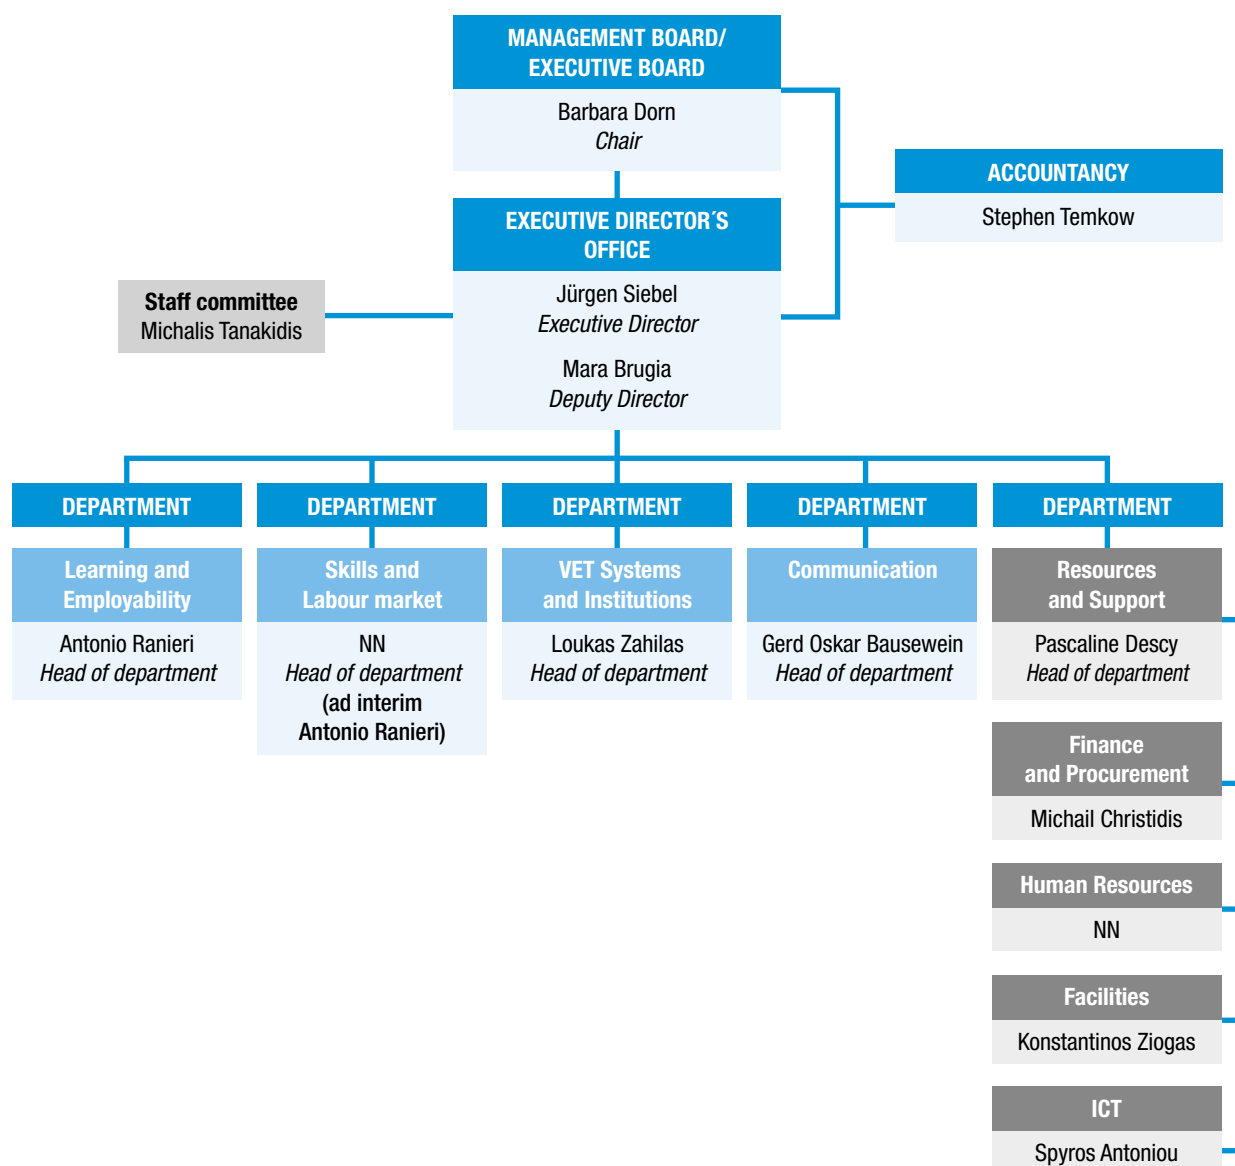 MANAGEMENT BOARD/
EXECUTIVE BOARD
Barbara Dorn
Chair
ACCOUNTANCY
Stephen Temkow
EXECUTIVE DIRECTOR´S
OFFICE
Jürgen Siebel
Executive Director
Mara Brugia
Deputy Director
Staff committee
Michalis Tanakidis
DEPARTMENT
Learning and
Employability
Antonio Ranieri
Head of department
DEPARTMENT
Skills and
Labour market
NN
Head of department
(ad interim
Antonio Ranieri)
DEPARTMENT
VET Systems
and Institutions
Loukas Zahilas
Head of department
DEPARTMENT
Communication
Gerd Oskar Bausewein
Head of department
DEPARTMENT
Resources
and Support
Pascaline Descy
Head of department
Finance
and Procurement
Michail Christidis
Human Resources
NN
Facilities
Konstantinos Ziogas
ICT
Spyros Antoniou